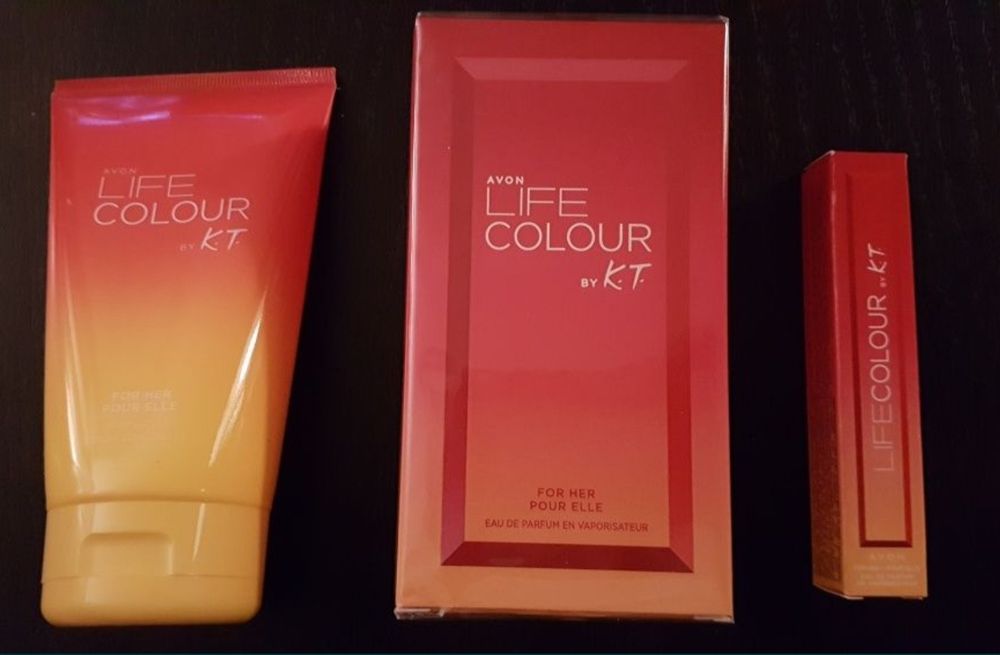 AVON
LIFE
COLOUR
BY K.T.
FOR HER
POUR ELLE
AVON
LIFE
COLOUR
BY K.T.
FOR HER
POUR ELLE
EAU DE PARFUM EN VAPORISATEUR
LIFECOLOUR BY K.T.
AVON